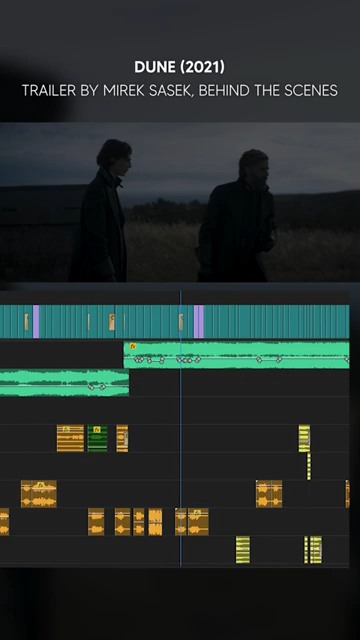 DUNE (2021)
TRAILER BY MIREK SASEK, BEHIND THE SCENES